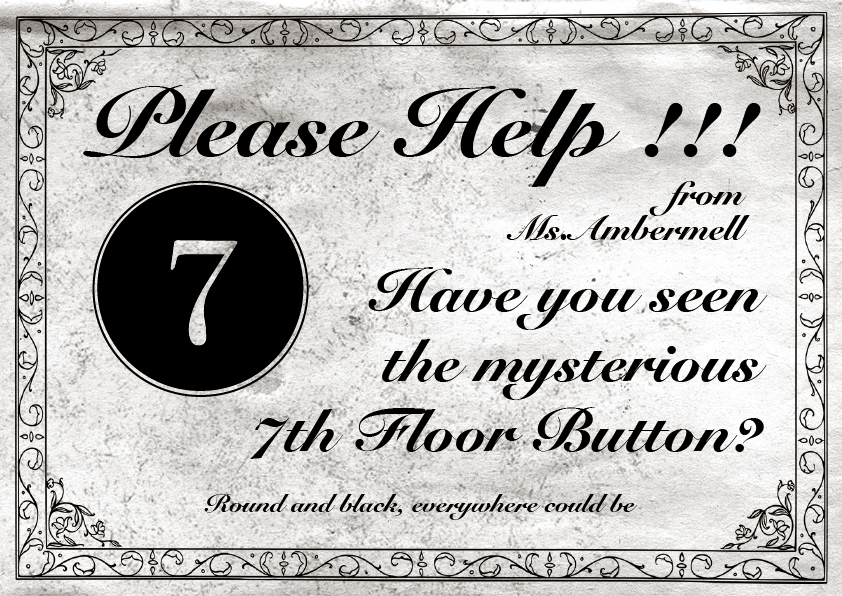 Please Help !!!
from
Ms.Ambermell
7
Have you seen
the mysterious
7th Floor Button?
Round and black, everywhere could be